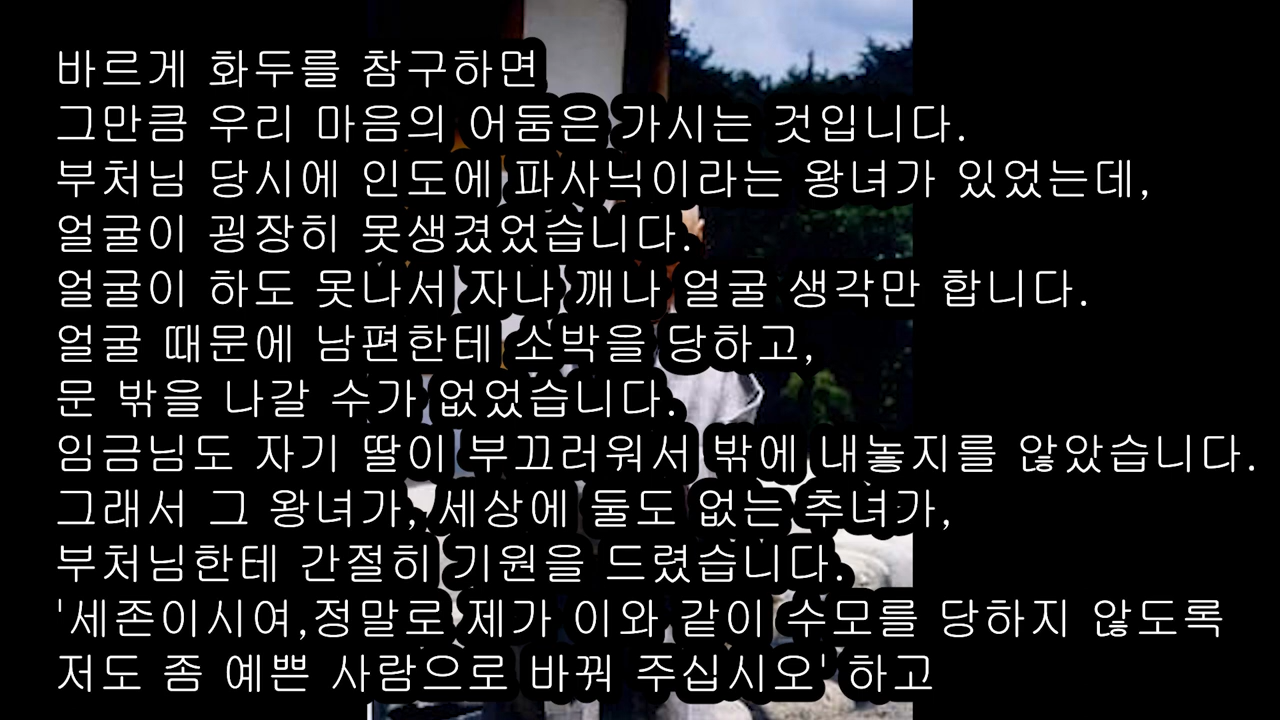 바르게 화두를 참구하면
그만큼 우리 마음의 어둠은 가시는 것입니다.
부처님 당시에 인도에 파사닉이라는 왕녀가 있었는데,
얼굴이 굉장히 못생겼었습니다.
얼굴이 하도 못나서 자나 깨나 얼굴 생각만 합니다.
얼굴 때문에 남편한테 소박을 당하고,
문 밖을 나갈 수가 없었습니다.
임금님도 자기 딸이 부끄러워서 밖에 내놓지를 않았습니다.
그래서 그 왕녀가, 세상에 둘도 없는 추녀가,
부처님한테 간절히 기원을 드렸습니다.
'세존이시여,정말로 제가 이와 같이 수모를 당하지 않도록
저도 좀 예쁜 사람으로 바꿔 주십시오' 하고